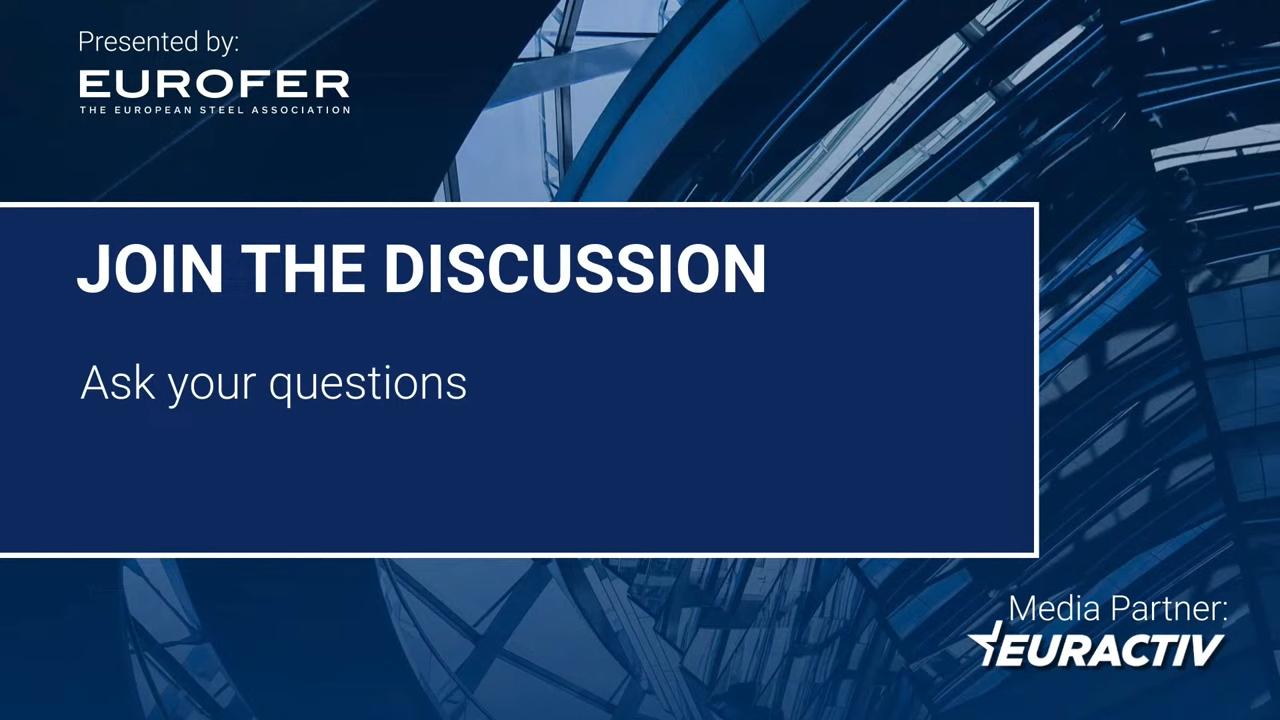 Presented by:
EUROFER
THE EUROPEAN STEEL ASSOCIATION
JOIN THE DISCUSSION
Ask your questions
Media Partner:
EURACTIV